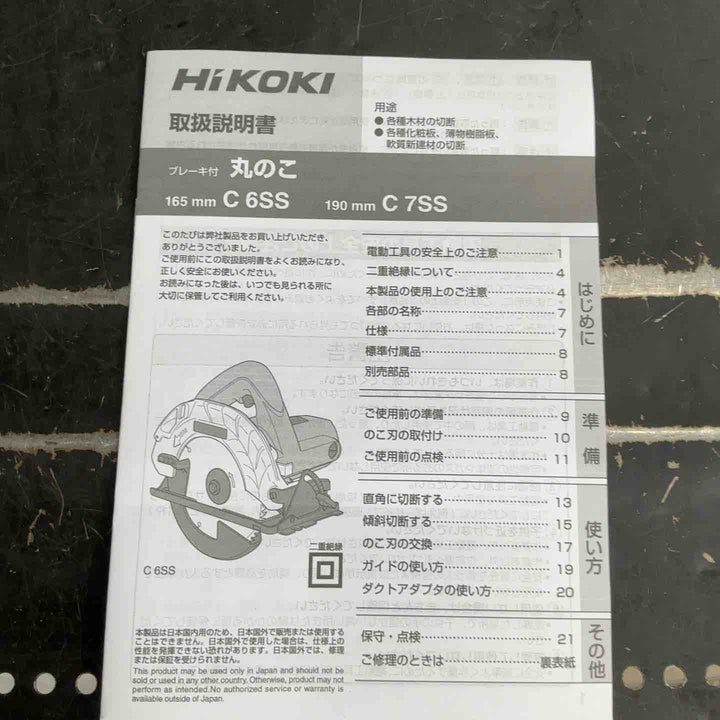 HiKOKI
取扱説明書
用途
● 各種木材の切断
● 各種化粧板、薄物樹脂板、
軟質新建材の切断
ブレーキ付 丸のこ
165 mm C 6SS 190 mm C 7SS
このたびは弊社製品をお買い上げいただき、
ありがとうございました。
ご使用前にこの取扱説明書をよくお読みになり、
正しく安全にお使いください。
お読みになった後は、いつでも見られる所に
大切に保管してご利用ください。
C 6SS
二重絶縁
本製品は日本国内用のため、日本国外で販売または使用する
ことはできません。日本国外で使用した場合は、仕様上の
性能を発揮できない恐れがあります。日本国外では、修理
または保証を受けられません。
This product may be used only in Japan and should not be
sold or used in any other country. Otherwise, product may not
perform as intended.No authorized service or warranty is
available outside of Japan.
はじめに
電動工具の安全上のご注意 1
二重絶縁について 4
本製品の使用上のご注意 4
各部の名称 7
仕様 7
標準付属品 8
別売部品 8
準備
ご使用前の準備 9
のこ刃の取付け 10
ご使用前の点検 11
使い方
直角に切断する 13
傾斜切断する 15
のこ刃の交換 17
ガイドの使い方 19
ダクトアダプタの使い方 20
その他
保守・点検 21
ご修理のときは 裏表紙